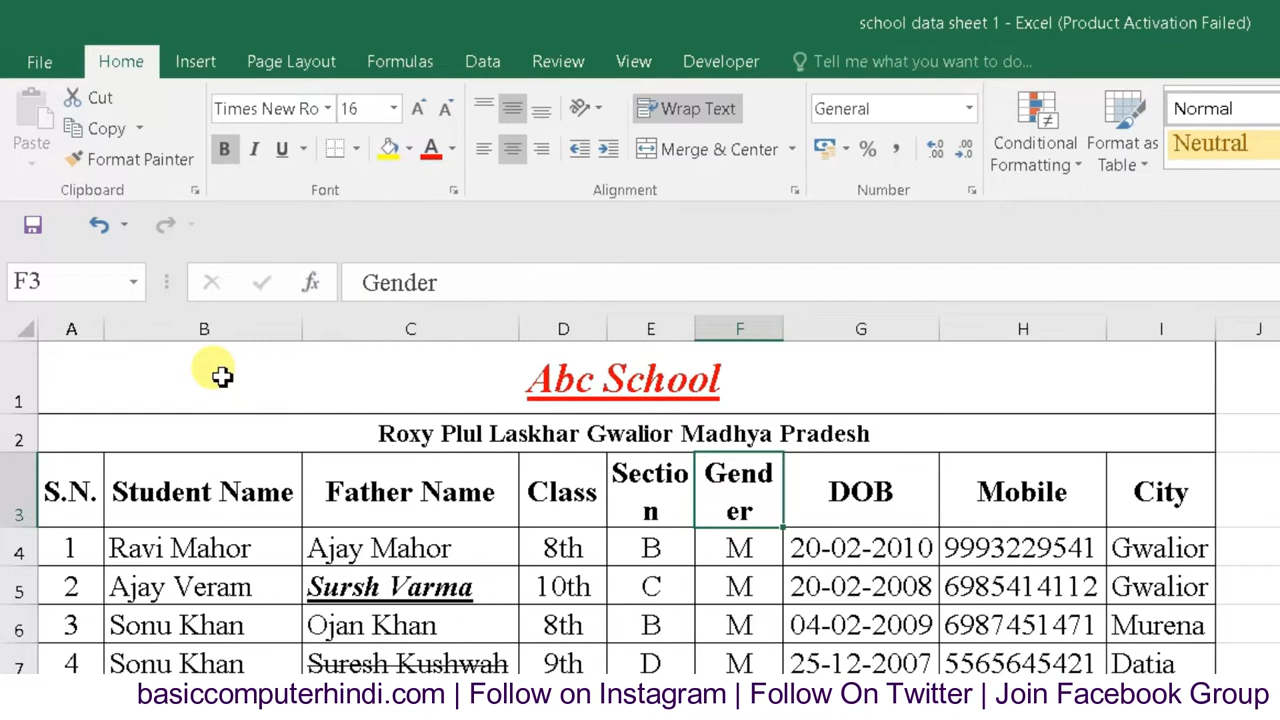 school data sheet 1 - Excel (Product Activation Failed)
File Home Insert Page Layout Formulas Data Review View Developer Tell me what you want to do...
Paste
Cut
Copy
Format Painter
Clipboard
Times New Ro 16
B I U
Font
Wrap Text
Merge & Center
Alignment
General
%
Number
Conditional Formatting
Format as Table
Normal
Neutral
F3 fx Gender
A B C D E F G H I J
1 Abc School
2 Roxy Plul Laskhar Gwalior Madhya Pradesh
3 S.N. Student Name Father Name Class Sectio
n Gend
er DOB Mobile City
4 1 Ravi Mahor Ajay Mahor 8th B M 20-02-2010 9993229541 Gwalior
5 2 Ajay Veram Sursh Varma 10th C M 20-02-2008 6985414112 Gwalior
6 3 Sonu Khan Ojan Khan 8th B M 04-02-2009 6987451471 Murena
7 4 Sonu Khan Suresh Kushwah 9th D M 25-12-2007 5565645421 Datia
basiccomputerhindi.com | Follow on Instagram | Follow On Twitter | Join Facebook Group